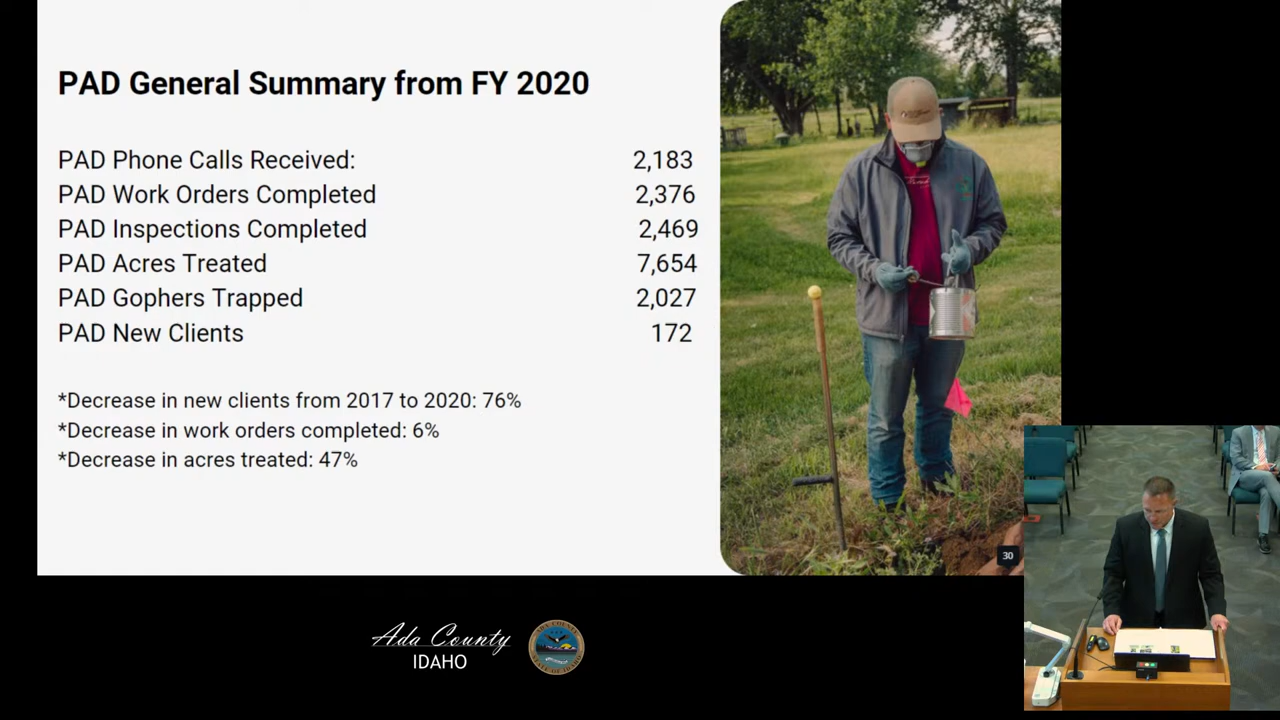 PAD General Summary from FY 2020
PAD Phone Calls Received: 2,183
PAD Work Orders Completed 2,376
PAD Inspections Completed 2,469
PAD Acres Treated 7,654
PAD Gophers Trapped 2,027
PAD New Clients 172
*Decrease in new clients from 2017 to 2020: 76%
*Decrease in work orders completed: 6%
*Decrease in acres treated: 47%
30
Ada County
IDAHO